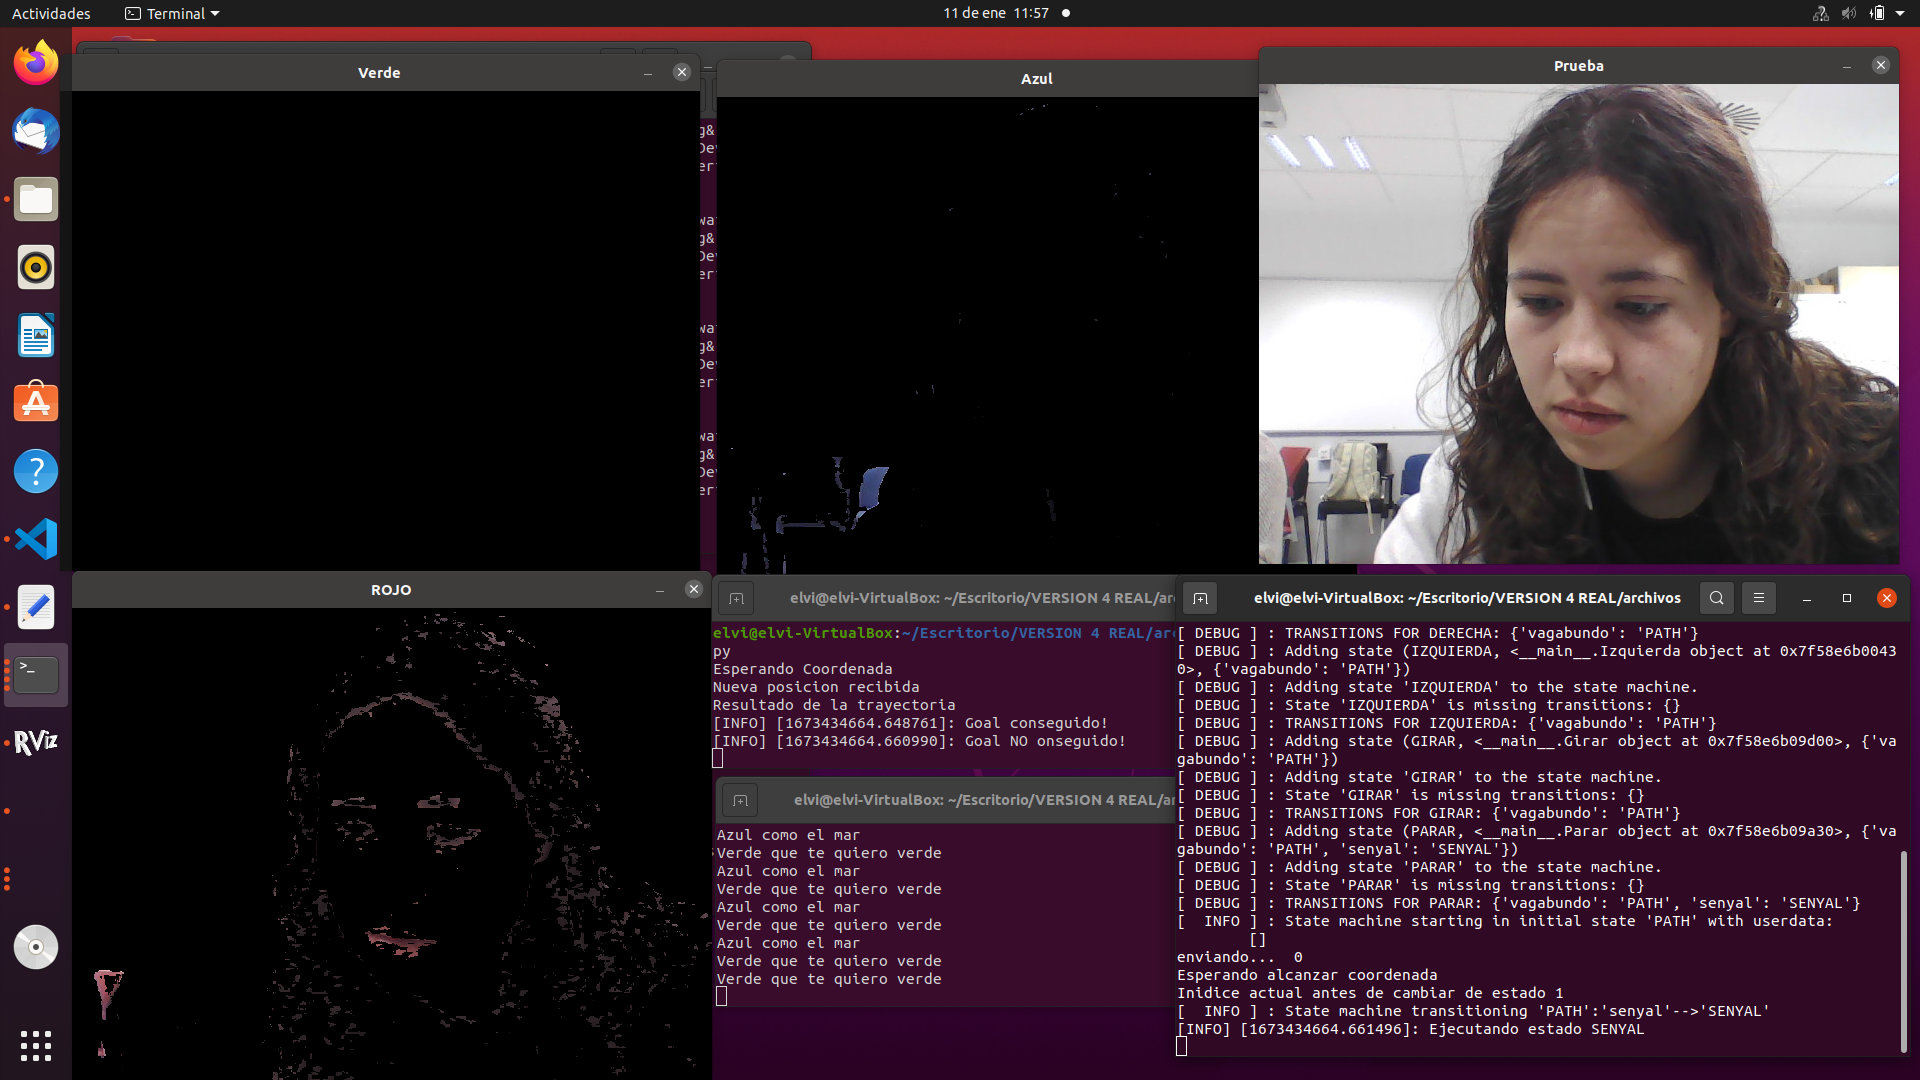 Actividades
Terminal
11 de ene 11:57
Verde
Azul
Prueba
g&
De
er
wa
g&
De
er
wa
g&
De
er
wa
g&
De
er
ROJO
RViz
elvi@elvi-VirtualBox: ~/Escritorio/VERSION 4 REAL/ar
elvi@elvi-VirtualBox:~/Escritorio/VERSION 4 REAL/ar
py
Esperando Coordenada
Nueva posicion recibida
Resultado de la trayectoria
[INFO] [1673434664.648761]: Goal conseguido!
[INFO] [1673434664.660990]: Goal NO onseguido!
elvi@elvi-VirtualBox: ~/Escritorio/VERSION 4 REAL/ar
Azul como el mar
Verde que te quiero verde
Azul como el mar
Verde que te quiero verde
Azul como el mar
Verde que te quiero verde
Azul como el mar
Verde que te quiero verde
Verde que te quiero verde
elvi@elvi-VirtualBox: ~/Escritorio/VERSION 4 REAL/archivos
[ DEBUG ] : TRANSITIONS FOR DERECHA: {'vagabundo': 'PATH'}
[ DEBUG ] : Adding state (IZQUIERDA, <__main__.Izquierda object at 0x7f58e6b0043
0>, {'vagabundo': 'PATH'})
[ DEBUG ] : Adding state 'IZQUIERDA' to the state machine.
[ DEBUG ] : State 'IZQUIERDA' is missing transitions: {}
[ DEBUG ] : TRANSITIONS FOR IZQUIERDA: {'vagabundo': 'PATH'}
[ DEBUG ] : Adding state (GIRAR, <__main__.Girar object at 0x7f58e6b09d00>, {'va
gabundo': 'PATH'})
[ DEBUG ] : Adding state 'GIRAR' to the state machine.
[ DEBUG ] : State 'GIRAR' is missing transitions: {}
[ DEBUG ] : TRANSITIONS FOR GIRAR: {'vagabundo': 'PATH'}
[ DEBUG ] : Adding state (PARAR, <__main__.Parar object at 0x7f58e6b09a30>, {'va
gabundo': 'PATH', 'senyal': 'SENYAL'})
[ DEBUG ] : Adding state 'PARAR' to the state machine.
[ DEBUG ] : State 'PARAR' is missing transitions: {}
[ DEBUG ] : TRANSITIONS FOR PARAR: {'vagabundo': 'PATH', 'senyal': 'SENYAL'}
[  INFO ] : State machine starting in initial state 'PATH' with userdata:
[]
enviando...  0
Esperando alcanzar coordenada
Inidice actual antes de cambiar de estado 1
[  INFO ] : State machine transitioning 'PATH':'senyal'-->'SENYAL'
[INFO] [1673434664.661496]: Ejecutando estado SENYAL